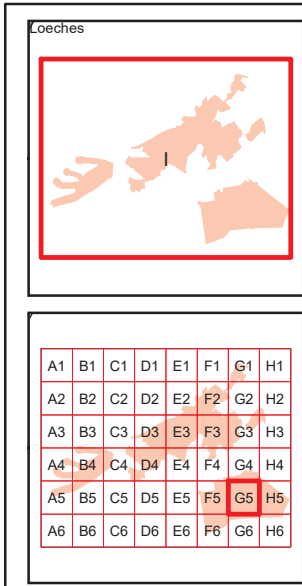 Loeches
I
A1 B1 C1 D1 E1 F1 G1 H1
A2 B2 C2 D2 E2 F2 G2 H2
A3 B3 C3 D3 E3 F3 G3 H3
A4 B4 C4 D4 E4 F4 G4 H4
A5 B5 C5 D5 E5 F5 G5 H5
A6 B6 C6 D6 E6 F6 G6 H6